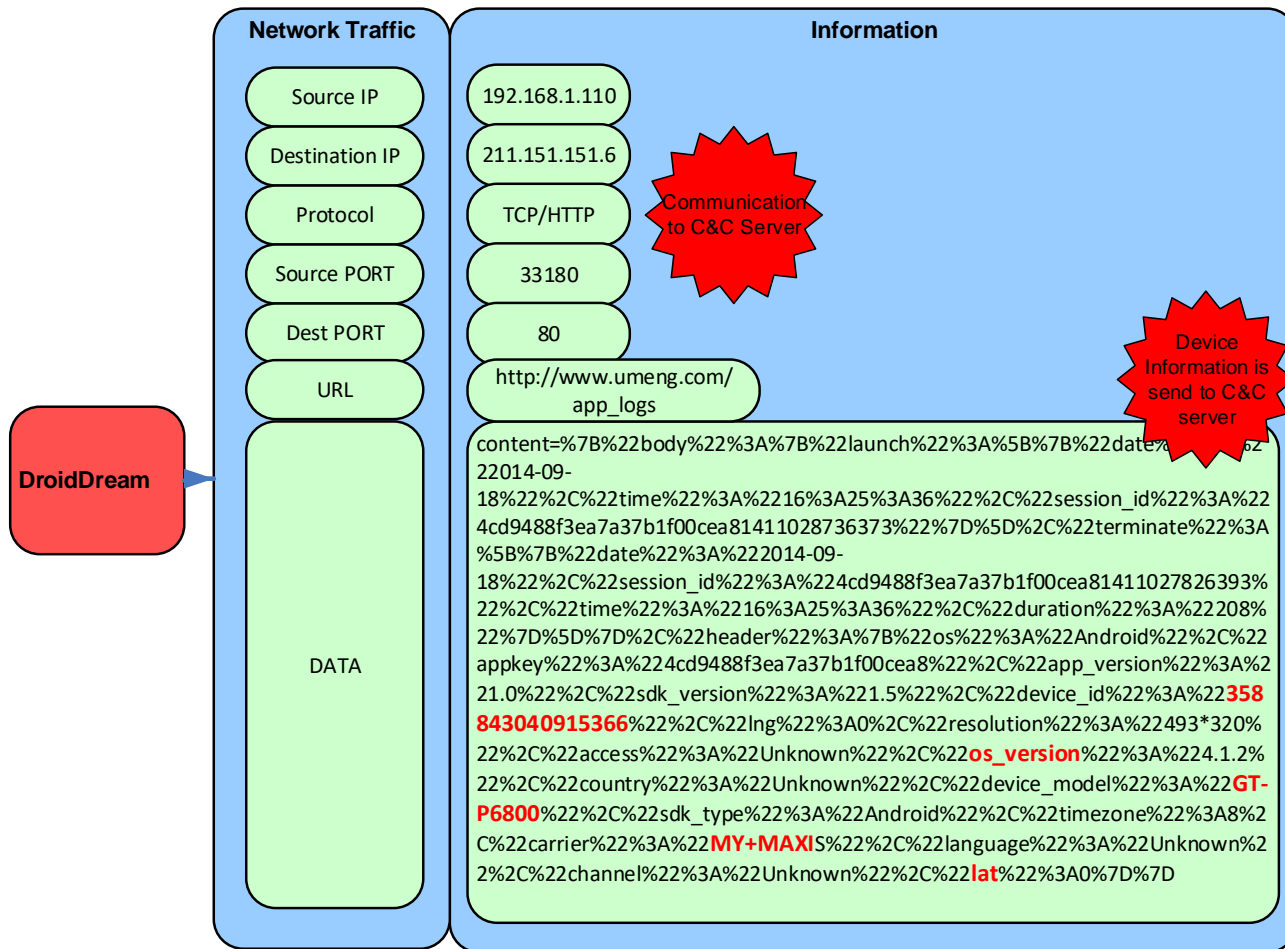 Network Traffic
Information
Source IP
192.168.1.110
Destination IP
211.151.151.6
Protocol
TCP/HTTP
Communication
to C&C Server
Source PORT
33180
Dest PORT
80
URL
http://www.umeng.com/
app_logs
Device
Information is
send to C&C
server
DroidDream
DATA
content=%7B%22body%22%3A%7B%22launch%22%3A%5B%7B%22date%
22014-09-
18%22%2C%22time%22%3A%2216%3A25%3A36%22%2C%22session_id%22%3A%22
4cd9488f3ea7a37b1f00cea81411028736373%22%7D%5D%2C%22terminate%22%3A
%5B%7B%22date%22%3A%222014-09-
18%22%2C%22session_id%22%3A%224cd9488f3ea7a37b1f00cea81411027826393%
22%2C%22time%22%3A%2216%3A25%3A36%22%2C%22duration%22%3A%22208%
22%7D%5D%7D%2C%22header%22%3A%7B%22os%22%3A%22Android%22%2C%22
appkey%22%3A%224cd9488f3ea7a37b1f00cea8%22%2C%22app_version%22%3A%2
21.0%22%2C%22sdk_version%22%3A%221.5%22%2C%22device_id%22%3A%22358
843040915366%22%2C%22lng%22%3A0%2C%22resolution%22%3A%22493*320%
22%2C%22access%22%3A%22Unknown%22%2C%22os_version%22%3A%224.1.2%
22%2C%22country%22%3A%22Unknown%22%2C%22device_model%22%3A%22GT-
P6800%22%2C%22sdk_type%22%3A%22Android%22%2C%22timezone%22%3A8%2
C%22carrier%22%3A%22MY+MAXIS%22%2C%22language%22%3A%22Unknown%2
2%2C%22channel%22%3A%22Unknown%22%2C%22lat%22%3A0%7D%7D